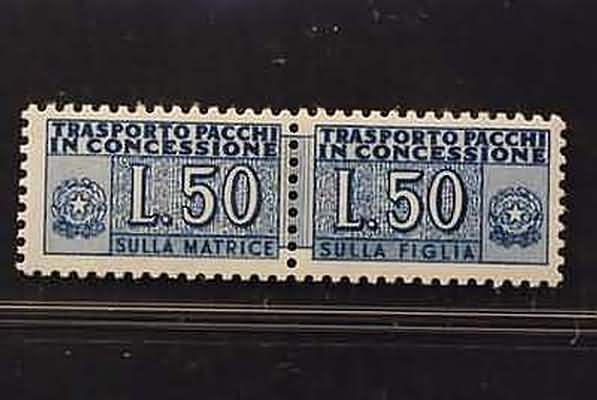 TRASPORTO PACCHI
IN CONCESSIONE
L.50
SULLA MATRICE
TRASPORTO PACCHI
IN CONCESSIONE
L.50
SULLA FIGLIA